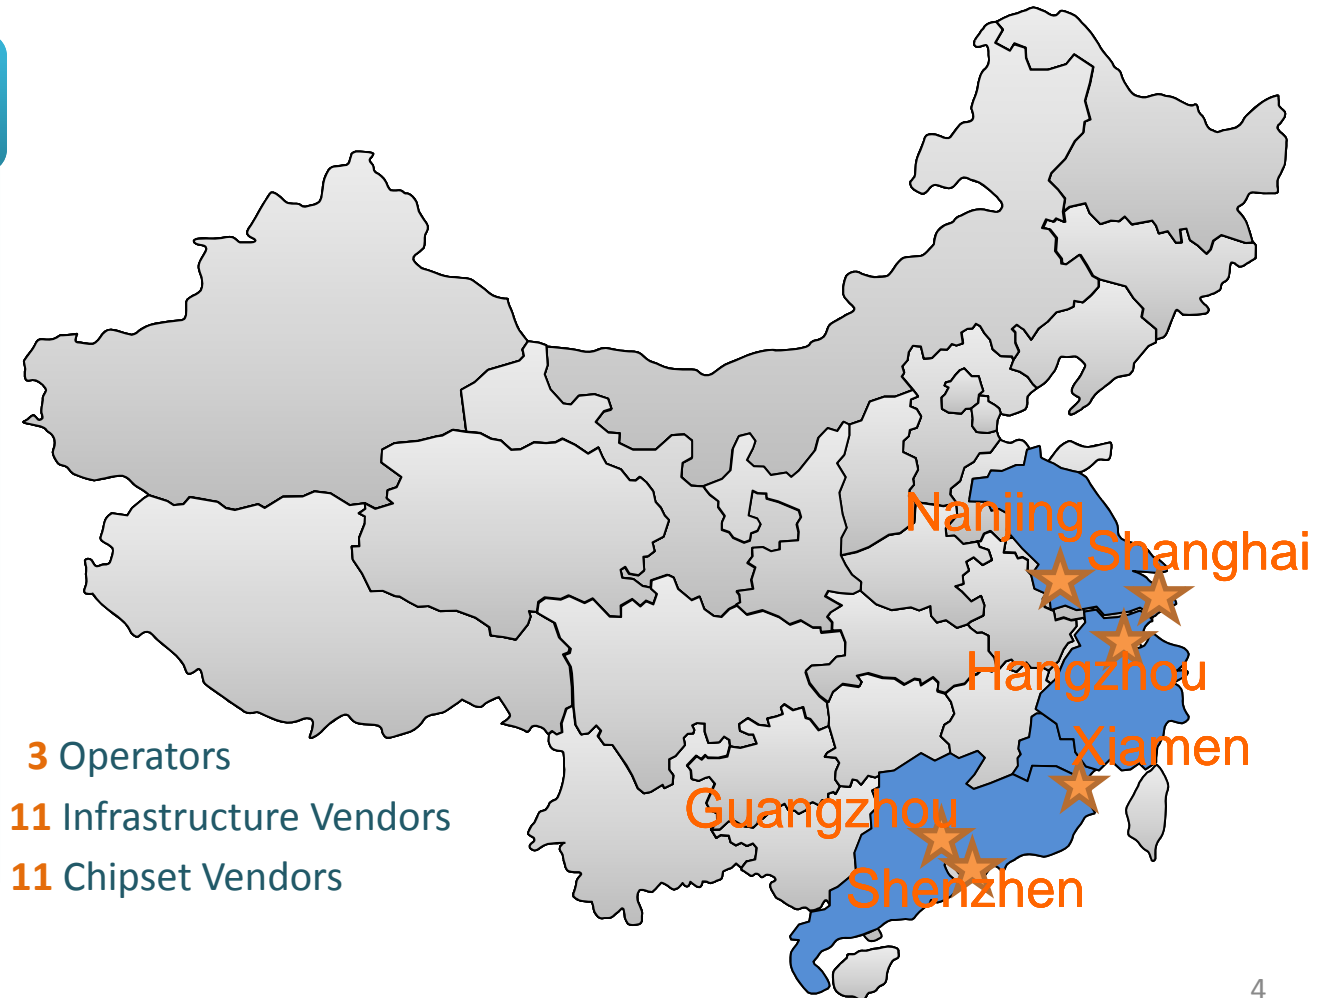 Nanjing
Shanghai
Hangzhou
Xiamen
Guangzhou
Shenzhen
3 Operators
11 Infrastructure Vendors
11 Chipset Vendors
4